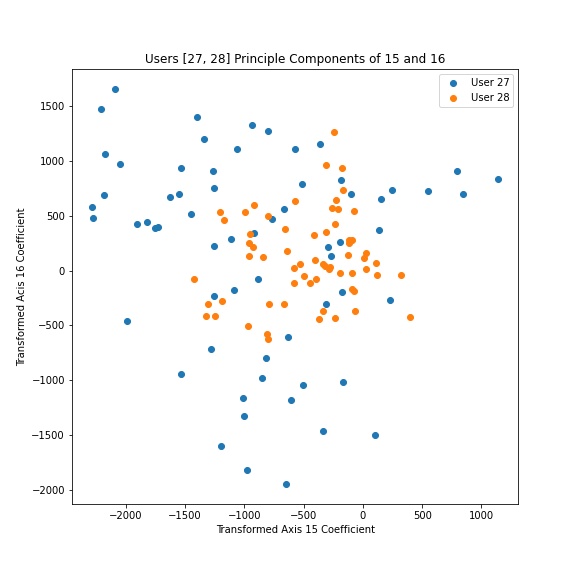 Users [27, 28] Principle Components of 15 and 16
User 27
User 28
Transformed Acis 16 Coefficient
1500
1000
500
0
−500
−1000
−1500
−2000
−2000 −1500 −1000 −500 0 500 1000
Transformed Axis 15 Coefficient